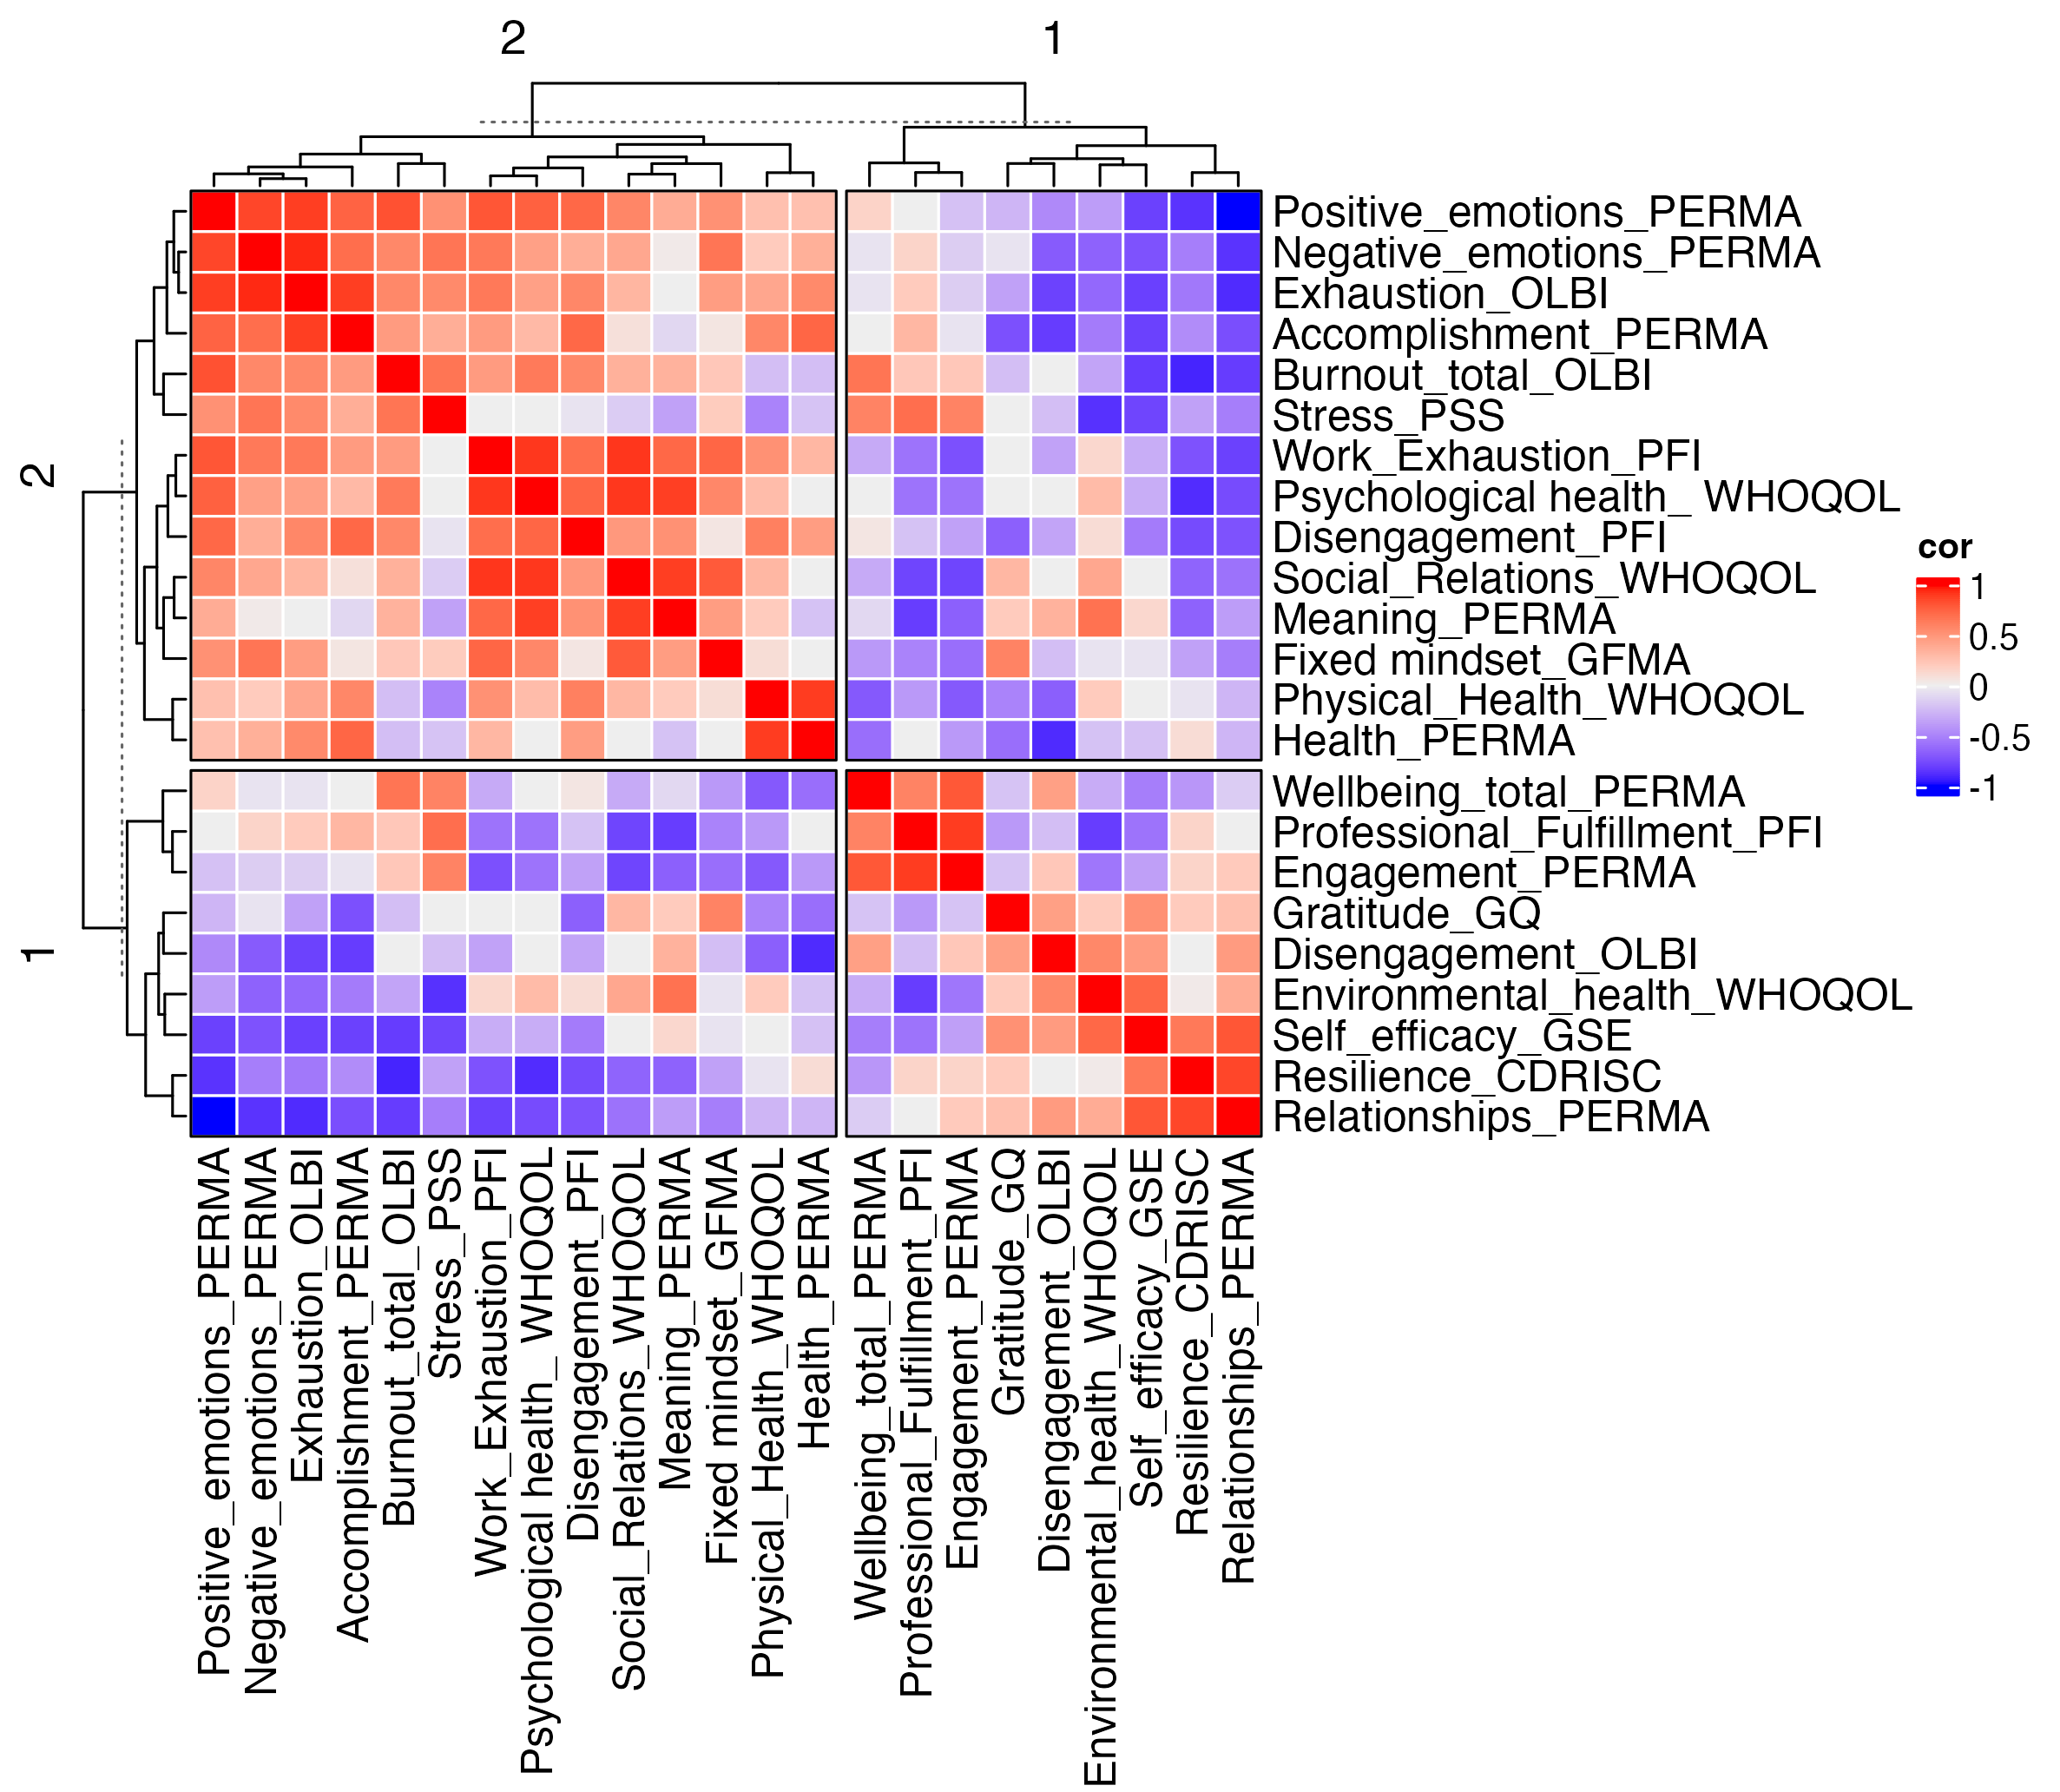 2
1
2
1
Positive_emotions_PERMA
Negative_emotions_PERMA
Exhaustion_OLBI
Accomplishment_PERMA
Burnout_total_OLBI
Stress_PSS
Work_Exhaustion_PFI
Psychological health_ WHOQOL
Disengagement_PFI
Social_Relations_WHOQOL
Meaning_PERMA
Fixed mindset_GFMA
Physical_Health_WHOQOL
Health_PERMA
Wellbeing_total_PERMA
Professional_Fulfillment_PFI
Engagement_PERMA
Gratitude_GQ
Disengagement_OLBI
Environmental_health_WHOQOL
Self_efficacy_GSE
Resilience_CDRISC
Relationships_PERMA
cor
1
0.5
0
-0.5
-1
Positive_emotions_PERMA
Negative_emotions_PERMA
Exhaustion_OLBI
Accomplishment_PERMA
Burnout_total_OLBI
Stress_PSS
Work_Exhaustion_PFI
Psychological health_ WHOQOL
Disengagement_PFI
Social_Relations_WHOQOL
Meaning_PERMA
Fixed mindset_GFMA
Physical_Health_WHOQOL
Health_PERMA
Wellbeing_total_PERMA
Professional_Fulfillment_PFI
Engagement_PERMA
Gratitude_GQ
Disengagement_OLBI
Environmental_health_WHOQOL
Self_efficacy_GSE
Resilience_CDRISC
Relationships_PERMA